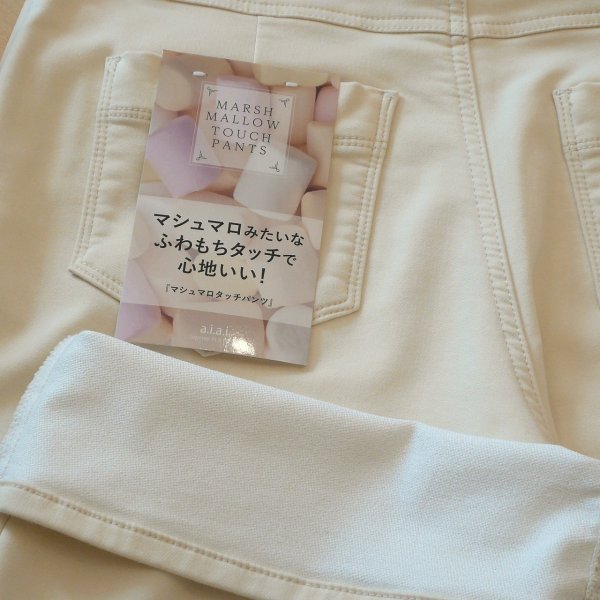 MARSH
MALLOW
TOUCH
PANTS
マシュマロみたいな
ふわもちタッチで
心地いい!
『マシュマロタッチパンツ』
a.i.a.i.